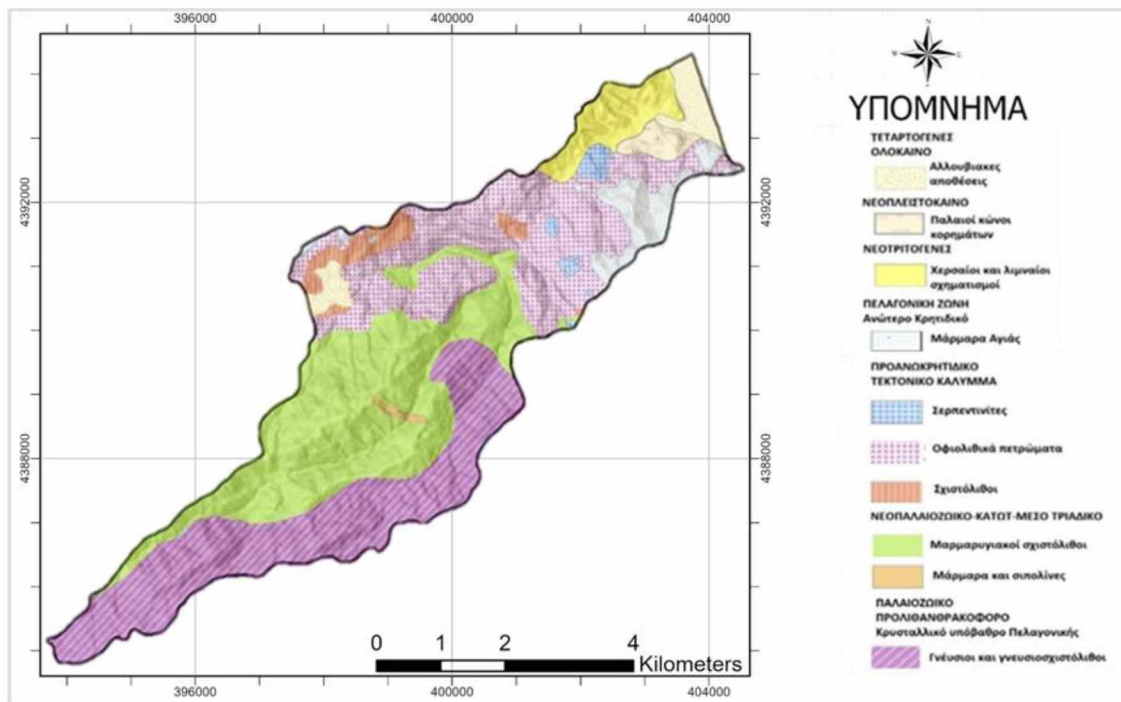 396000 400000 404000
4392000 4392000
4388000 4388000
0 1 2 4
Kilometers
396000 400000 404000
N
W E
S
ΥΠΟΜΝΗΜΑ
ΤΕΤΑΡΤΟΓΕΝΕΣ
ΟΛΟΚΑΙΝΟ
Αλλουβιακες
αποθέσεις
ΝΕΟΠΛΕΙΣΤΟΚΑΙΝΟ
Παλαιοί κώνοι
κορημάτων
ΝΕΟΤΡΙΤΟΓΕΝΕΣ
Χερσαίοι και λιμναίοι
σχηματισμοί
ΠΕΛΑΓΟΝΙΚΗ ΖΩΝΗ
Ανώτερο Κρητιδικό
Μάρμαρα Αγιάς
ΠΡΟΑΝΩΚΡΗΤΙΔΙΚΟ
ΤΕΚΤΟΝΙΚΟ ΚΑΛΥΜΜΑ
Σερπεντινίτες
Οφιολιθικά πετρώματα
Σχιστόλιθοι
ΝΕΟΠΑΛΑΙΟΖΩΙΚΟ-ΚΑΤΩΤ-ΜΕΣΟ ΤΡΙΑΔΙΚΟ
Μαρμαρυγιακοί σχιστόλιθοι
Μάρμαρα και σιπολίνες
ΠΑΛΑΙΟΖΩΙΚΟ
ΠΡΟΛΙΘΑΝΘΡΑΚΟΦΟΡΟ
Κρυσταλλικό υπόβαθρο Πελαγονικής
Γνέυσιοι και γνευσιοσχιστόλιθοι